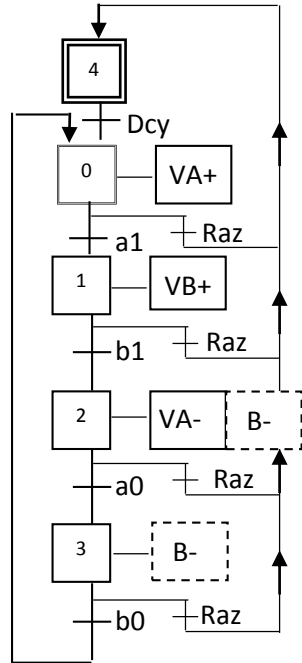 4
Dcy
0
VA+
a1
Raz
1
VB+
b1
Raz
2
VA-
B-
a0
Raz
3
B-
b0
Raz